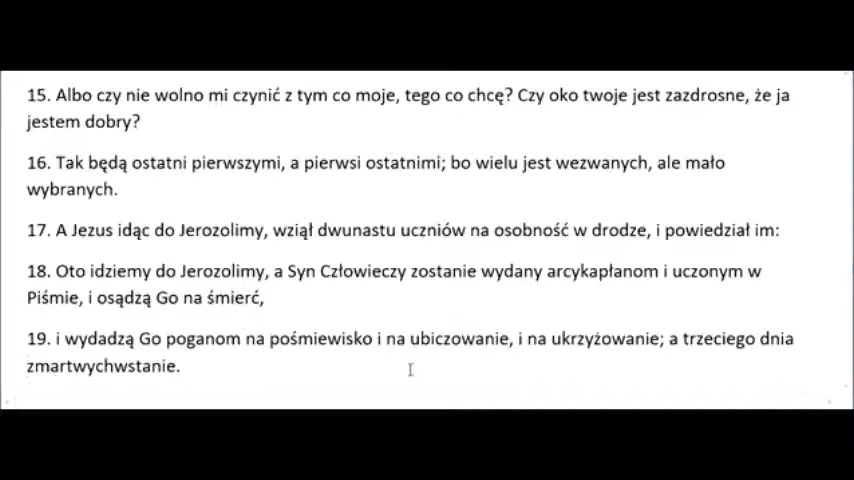 15. Albo czy nie wolno mi czynić z tym co moje, tego co chcę? Czy oko twoje jest zazdrosne, że ja
jestem dobry?
16. Tak będą ostatni pierwszymi, a pierwsi ostatnimi; bo wielu jest wezwanych, ale mało
wybranych.
17. A Jezus idąc do Jerozolimy, wziął dwunastu uczniów na osobność w drodze, i powiedział im:
18. Oto idziemy do Jerozolimy, a Syn Człowieczy zostanie wydany arcykapłanom i uczonym w
Piśmie, i osądzą Go na śmierć,
19. i wydadzą Go poganom na pośmiewisko i na ubiczowanie, i na ukrzyżowanie; a trzeciego dnia
zmartwychwstanie.